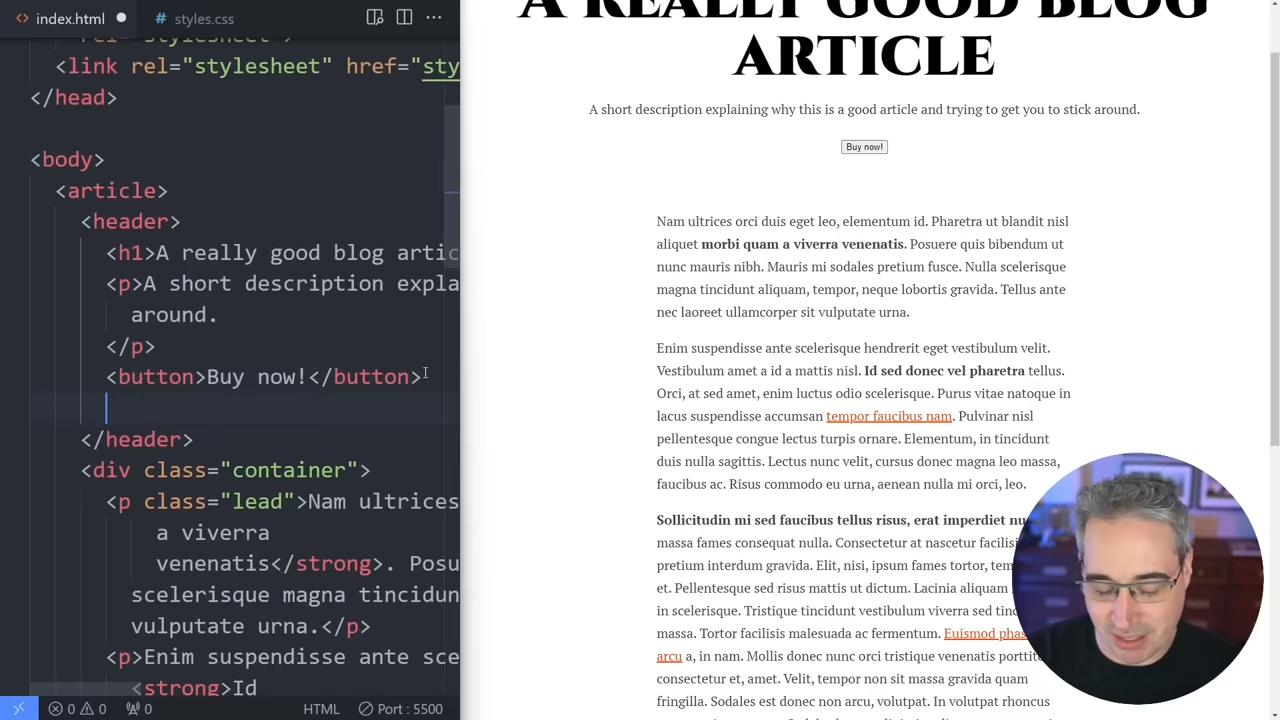 index.html
styles.css
rel="stylesheet">
<link rel="stylesheet" href="sty
</head>
<body>
<article>
<header>
<h1>A really good blog artic
<p>A short description expla
around.
</p>
<button>Buy now!</button>
</header>
<div class="container">
<p class="lead">Nam ultrices
a viverra
venenatis</strong>. Posu
scelerisque magna tincidun
vulputate urna.</p>
<p>Enim suspendisse ante sce
<strong>Id
0 0 0
HTML
Port : 5500
A REALLY GOOD BLOG
ARTICLE
A short description explaining why this is a good article and trying to get you to stick around.
Buy now!
Nam ultrices orci duis eget leo, elementum id. Pharetra ut blandit nisl
aliquet morbi quam a viverra venenatis. Posuere quis bibendum ut
nunc mauris nibh. Mauris mi sodales pretium fusce. Nulla scelerisque
magna tincidunt aliquam, tempor, neque lobortis gravida. Tellus ante
nec laoreet ullamcorper sit vulputate urna.
Enim suspendisse ante scelerisque hendrerit eget vestibulum velit.
Vestibulum amet a id a mattis nisl. Id sed donec vel pharetra tellus.
Orci, at sed amet, enim luctus odio scelerisque. Purus vitae natoque in
lacus suspendisse accumsan tempor faucibus nam. Pulvinar nisl
pellentesque congue lectus turpis ornare. Elementum, in tincidunt
duis nulla sagittis. Lectus nunc velit, cursus donec magna leo massa,
faucibus ac. Risus commodo eu urna, aenean nulla mi orci, leo.
Sollicitudin mi sed faucibus tellus risus, erat imperdiet
massa fames consequat nulla. Consectetur at nascetur
pretium interdum gravida. Elit, nisi, ipsum fames tortor,
et. Pellentesque sed risus mattis ut dictum. Lacinia aliquam
in scelerisque. Tristique tincidunt vestibulum viverra sed
massa. Tortor facilisis malesuada ac fermentum. Euismod
arcu a, in nam. Mollis donec nunc orci tristique venenatis
consectetur et, amet. Velit, tempor non sit massa gravida quam
fringilla. Sodales est donec non arcu, volutpat. In volutpat rhoncus